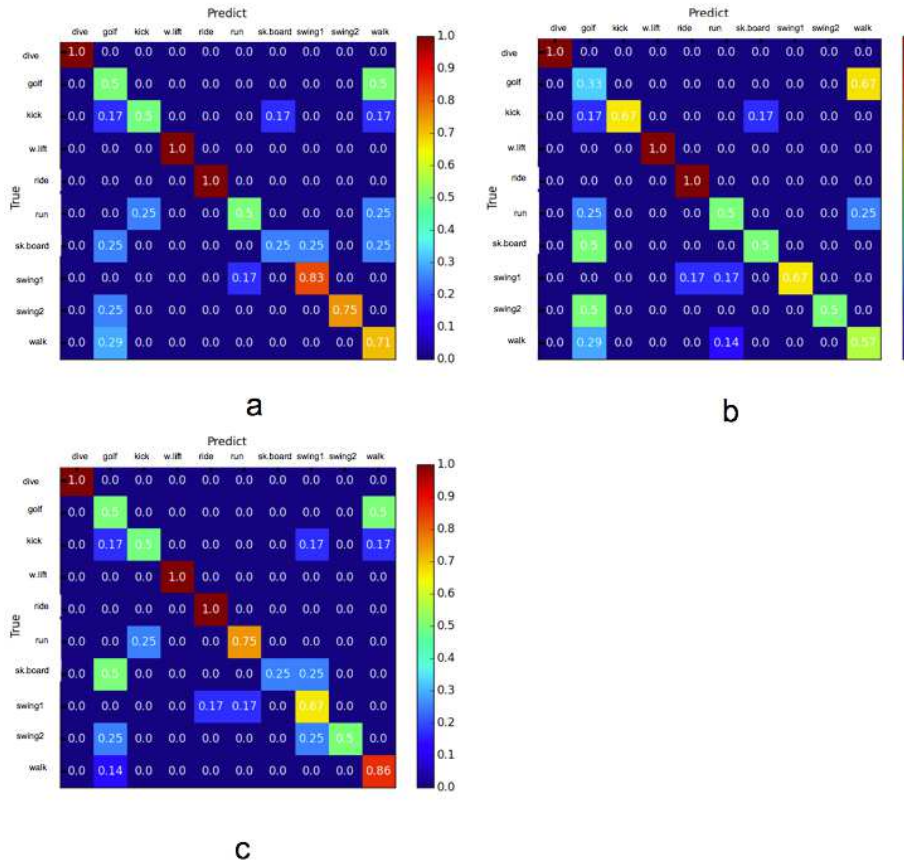 Predict
dive golf kick w.lift ride run sk.board swing1 swing2 walk
True
dive 1.0 0.0 0.0 0.0 0.0 0.0 0.0 0.0 0.0 0.0
golf 0.0 0.5 0.0 0.0 0.0 0.0 0.0 0.0 0.0 0.5
kick 0.0 0.17 0.5 0.0 0.0 0.0 0.17 0.0 0.0 0.17
w.lift 0.0 0.0 0.0 1.0 0.0 0.0 0.0 0.0 0.0 0.0
ride 0.0 0.0 0.0 0.0 1.0 0.0 0.0 0.0 0.0 0.0
run 0.0 0.0 0.25 0.0 0.0 0.5 0.0 0.0 0.0 0.25
sk.board 0.0 0.25 0.0 0.0 0.0 0.0 0.25 0.25 0.0 0.25
swing1 0.0 0.0 0.0 0.0 0.0 0.17 0.0 0.83 0.0 0.0
swing2 0.0 0.25 0.0 0.0 0.0 0.0 0.0 0.0 0.75 0.0
walk 0.0 0.29 0.0 0.0 0.0 0.0 0.0 0.0 0.0 0.71
1.0
0.9
0.8
0.7
0.6
0.5
0.4
0.3
0.2
0.1
0.0
a
Predict
dive golf kick w.lift ride run sk.board swing1 swing2 walk
True
dive 1.0 0.0 0.0 0.0 0.0 0.0 0.0 0.0 0.0 0.0
golf 0.0 0.33 0.0 0.0 0.0 0.0 0.0 0.0 0.0 0.67
kick 0.0 0.17 0.67 0.0 0.0 0.0 0.17 0.0 0.0 0.0
w.lift 0.0 0.0 0.0 1.0 0.0 0.0 0.0 0.0 0.0 0.0
ride 0.0 0.0 0.0 0.0 1.0 0.0 0.0 0.0 0.0 0.0
run 0.0 0.25 0.0 0.0 0.0 0.5 0.0 0.0 0.0 0.25
sk.board 0.0 0.5 0.0 0.0 0.0 0.0 0.5 0.0 0.0 0.0
swing1 0.0 0.0 0.0 0.0 0.17 0.17 0.0 0.67 0.0 0.0
swing2 0.0 0.5 0.0 0.0 0.0 0.0 0.0 0.0 0.5 0.0
walk 0.0 0.29 0.0 0.0 0.0 0.14 0.0 0.0 0.0 0.57
b
Predict
dive golf kick w.lift ride run sk.board swing1 swing2 walk
True
dive 1.0 0.0 0.0 0.0 0.0 0.0 0.0 0.0 0.0 0.0
golf 0.0 0.5 0.0 0.0 0.0 0.0 0.0 0.0 0.0 0.5
kick 0.0 0.17 0.5 0.0 0.0 0.0 0.0 0.17 0.0 0.17
w.lift 0.0 0.0 0.0 1.0 0.0 0.0 0.0 0.0 0.0 0.0
ride 0.0 0.0 0.0 0.0 1.0 0.0 0.0 0.0 0.0 0.0
run 0.0 0.0 0.25 0.0 0.0 0.75 0.0 0.0 0.0 0.0
sk.board 0.0 0.5 0.0 0.0 0.0 0.0 0.25 0.25 0.0 0.0
swing1 0.0 0.0 0.0 0.0 0.17 0.17 0.0 0.67 0.0 0.0
swing2 0.0 0.25 0.0 0.0 0.0 0.0 0.0 0.25 0.5 0.0
walk 0.0 0.14 0.0 0.0 0.0 0.0 0.0 0.0 0.0 0.86
1.0
0.9
0.8
0.7
0.6
0.5
0.4
0.3
0.2
0.1
0.0
c